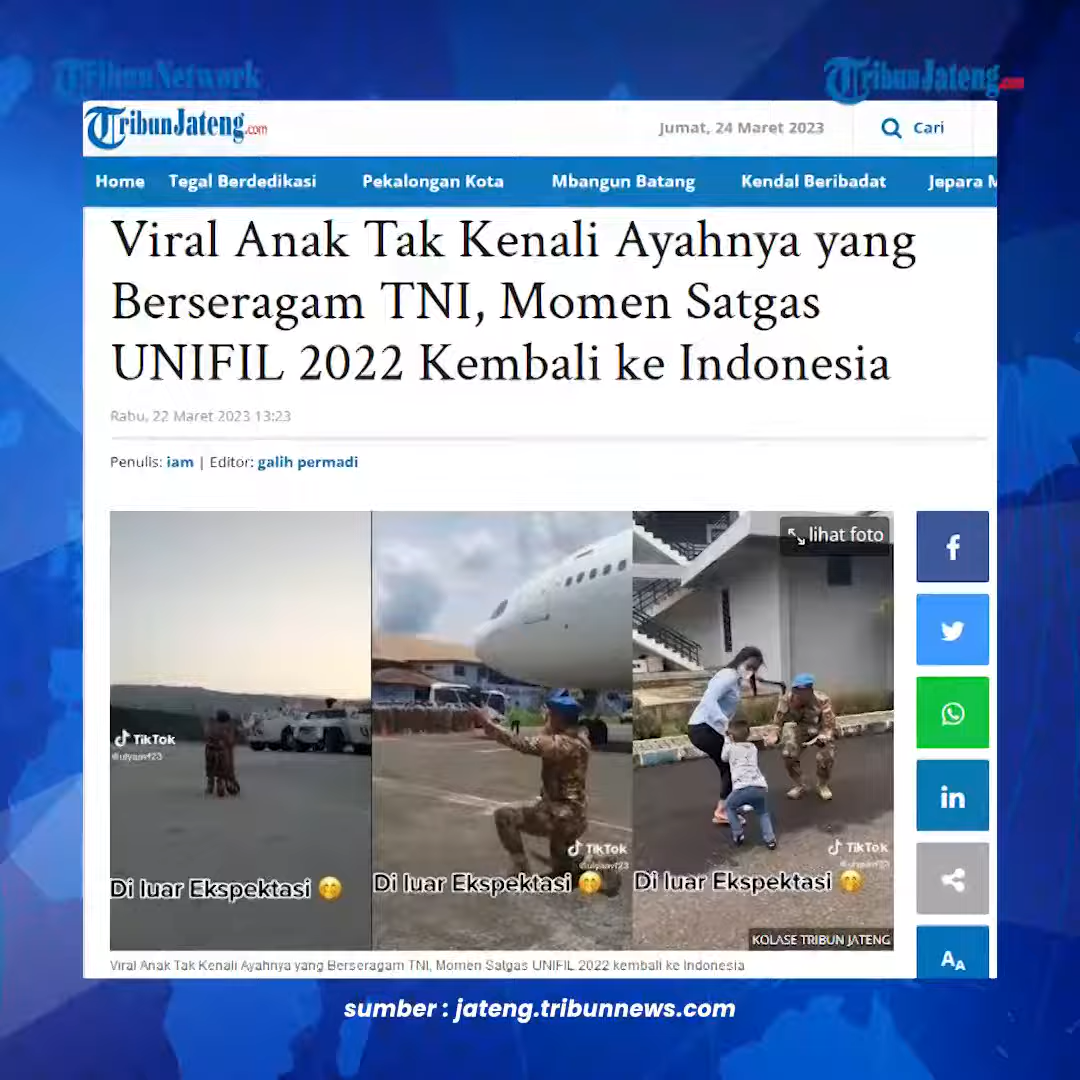 Tribun Network
TribunJateng.com
TribunJateng.com
Jumat, 24 Maret 2023
Cari
Home
Tegal Berdedikasi
Pekalongan Kota
Mbangun Batang
Kendal Beribadat
Jepara M
Viral Anak Tak Kenali Ayahnya yang
Berseragam TNI, Momen Satgas
UNIFIL 2022 Kembali ke Indonesia
Rabu, 22 Maret 2023 13:23
Penulis: iam | Editor: galih permadi
lihat foto
TikTok
TikTok
TikTok
Di luar Ekspektasi 🤭
Di luar Ekspektasi 🤭
Di luar Ekspektasi 🤭
KOLASE TRIBUN JATENG
in
AA
Viral Anak Tak Kenali Ayahnya yang Berseragam TNI, Momen Satgas UNIFIL 2022 kembali ke Indonesia
sumber : jateng.tribunnews.com